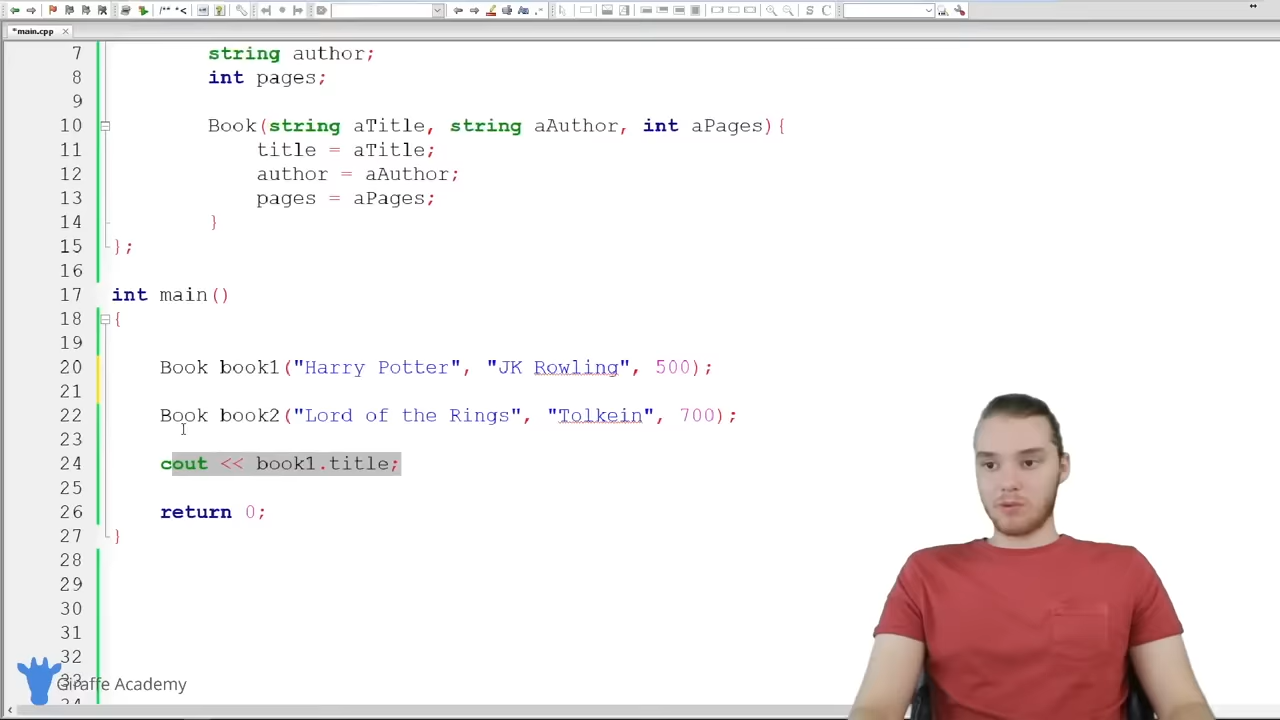 *main.cpp
7 string author;
8 int pages;
9
10 Book(string aTitle, string aAuthor, int aPages){
11 title = aTitle;
12 author = aAuthor;
13 pages = aPages;
14 }
15 };
16
17 int main()
18 {
19
20 Book book1("Harry Potter", "JK Rowling", 500);
21
22 Book book2("Lord of the Rings", "Tolkein", 700);
23
24 cout << book1.title;
25
26 return 0;
27 }
28
29
30
31
32
Giraffe Academy